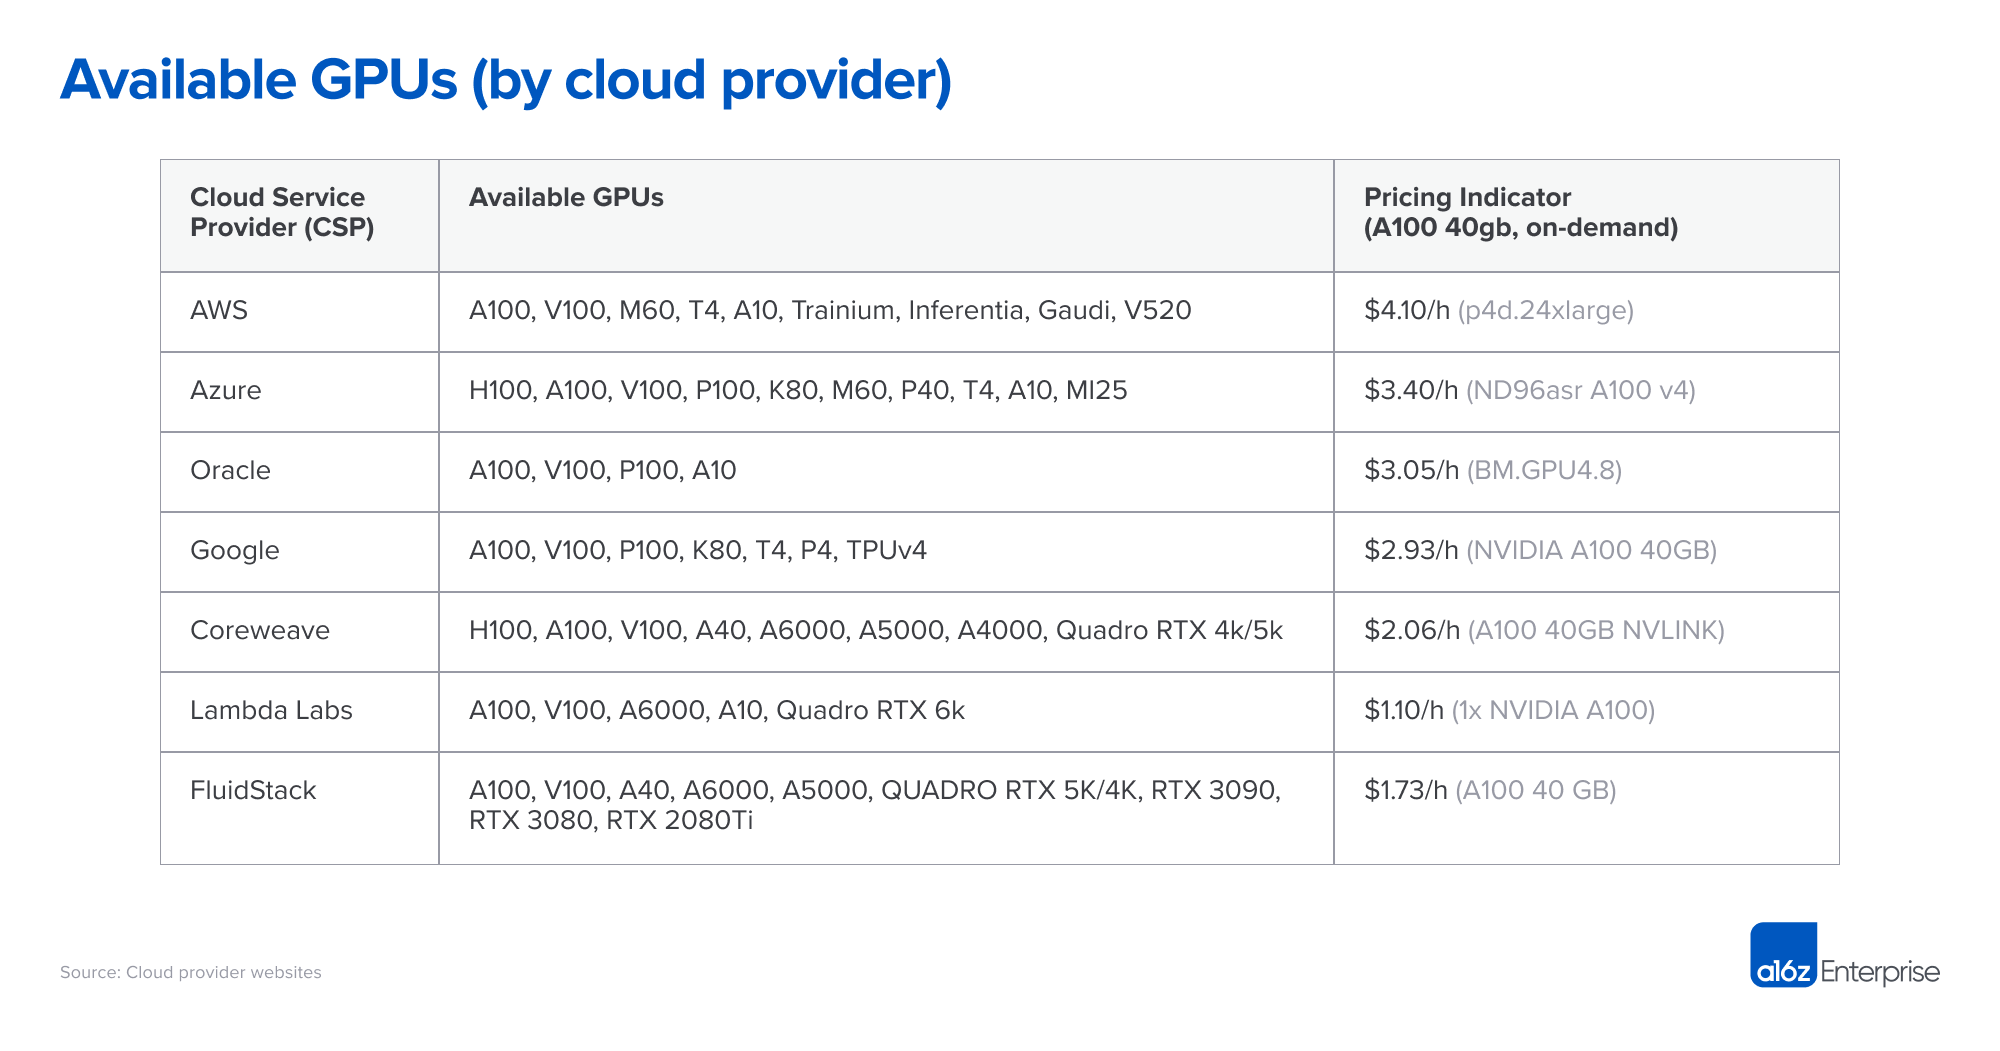 Available GPUs (by cloud provider)
Cloud Service
Provider (CSP)
Available GPUs
Pricing Indicator
(A100 40gb, on-demand)
AWS
A100, V100, M60, T4, A10, Trainium, Inferentia, Gaudi, V520
$4.10/h (p4d.24xlarge)
Azure
H100, A100, V100, P100, K80, M60, P40, T4, A10, MI25
$3.40/h (ND96asr A100 v4)
Oracle
A100, V100, P100, A10
$3.05/h (BM.GPU4.8)
Google
A100, V100, P100, K80, T4, P4, TPUv4
$2.93/h (NVIDIA A100 40GB)
Coreweave
H100, A100, V100, A40, A6000, A5000, A4000, Quadro RTX 4k/5k
$2.06/h (A100 40GB NVLINK)
Lambda Labs
A100, V100, A6000, A10, Quadro RTX 6k
$1.10/h (1x NVIDIA A100)
FluidStack
A100, V100, A40, A6000, A5000, QUADRO RTX 5K/4K, RTX 3090,
RTX 3080, RTX 2080Ti
$1.73/h (A100 40 GB)
Source: Cloud provider websites
a16z Enterprise